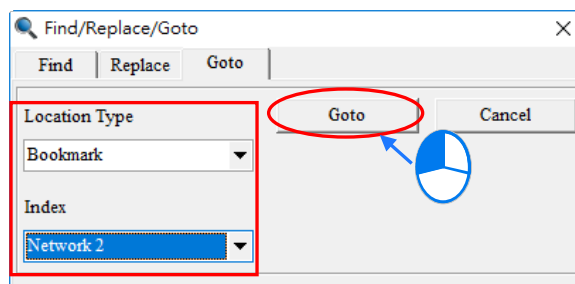 Find/Replace/Goto
Find Replace Goto
Location Type
Goto Cancel
Bookmark
Index
Network 2